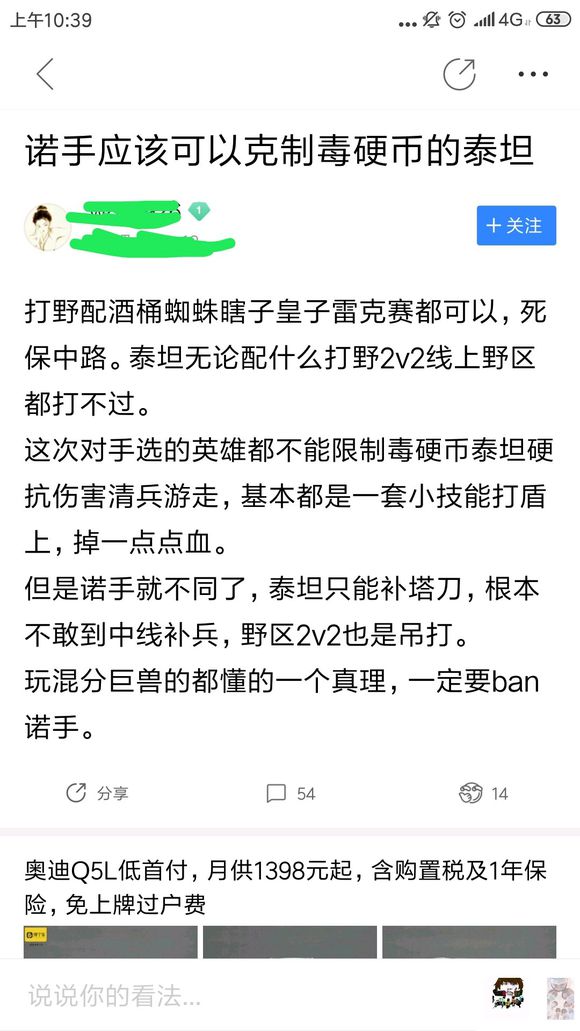 上午10:39
4G
63
诺手应该可以克制毒硬币的泰坦
1
+ 关注
打野配酒桶蜘蛛瞎子皇子雷克赛都可以，死
保中路。泰坦无论配什么打野2v2线上野区
都打不过。
这次对手选的英雄都不能限制毒硬币泰坦硬
抗伤害清兵游走，基本都是一套小技能打盾
上，掉一点点血。
但是诺手就不同了，泰坦只能补塔刀，根本
不敢到中线补兵，野区2v2也是吊打。
玩混分巨兽的都懂的一个真理，一定要ban
诺手。
分享
54
14
奥迪Q5L低首付，月供1398元起，含购置税及1年保
险，免上牌过户费
说说你的看法...